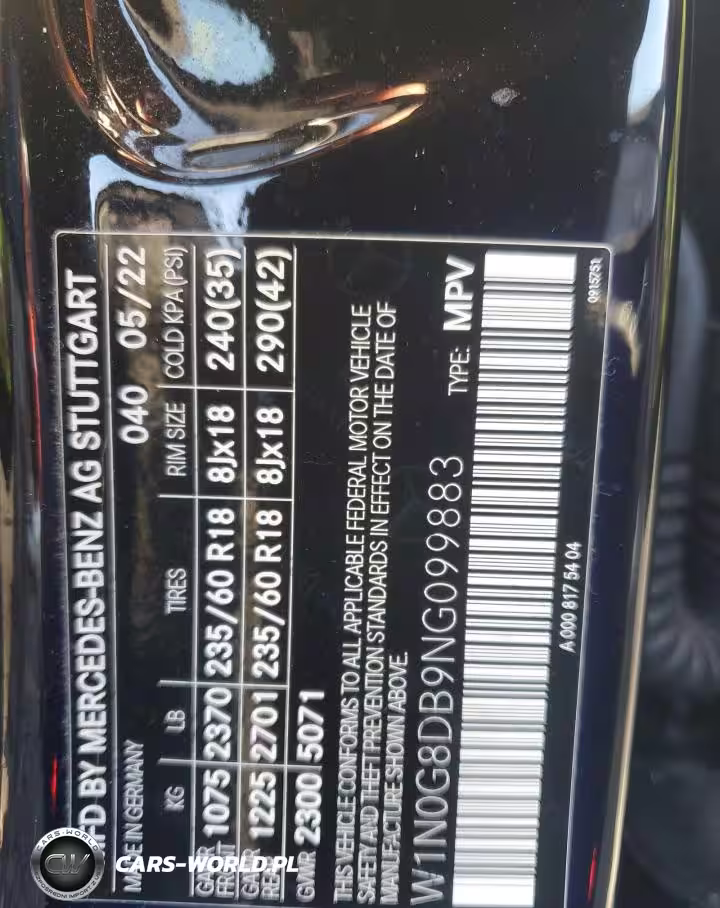 MFD BY MERCEDES-BENZ AG STUTTGART
MADE IN GERMANY 040 05/22
KG LB TIRES RIM SIZE COLD KPA (PSI)
GAWR FRONT 1075 2370 235/60 R18 8Jx18 240(35)
GAWR REAR 1225 2701 235/60 R18 8Jx18 290(42)
GVWR 2300 5071
THIS VEHICLE CONFORMS TO ALL APPLICABLE FEDERAL MOTOR VEHICLE
SAFETY AND THEFT PREVENTION STANDARDS IN EFFECT ON THE DATE OF
MANUFACTURE SHOWN ABOVE.
W1N0G8DB9NG099883 TYPE: MPV
A 000 817 54 04
0915751
CARS-WORLD
CW
CARS-WORLD.PL